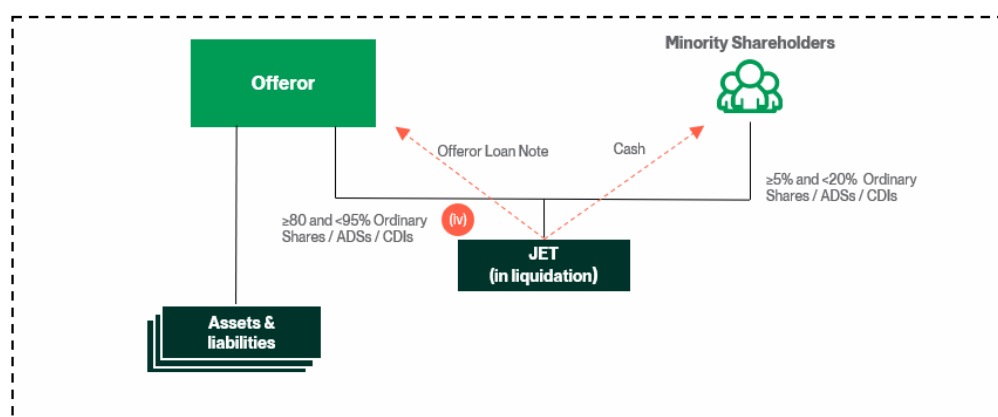 Minority Shareholders
Offeror
Offeror Loan Note
Cash
≥5% and <20% Ordinary
Shares / ADSs / CDIs
≥80 and <95% Ordinary
Shares / ADSs / CDIs
(iv)
JET
(in liquidation)
Assets &
liabilities